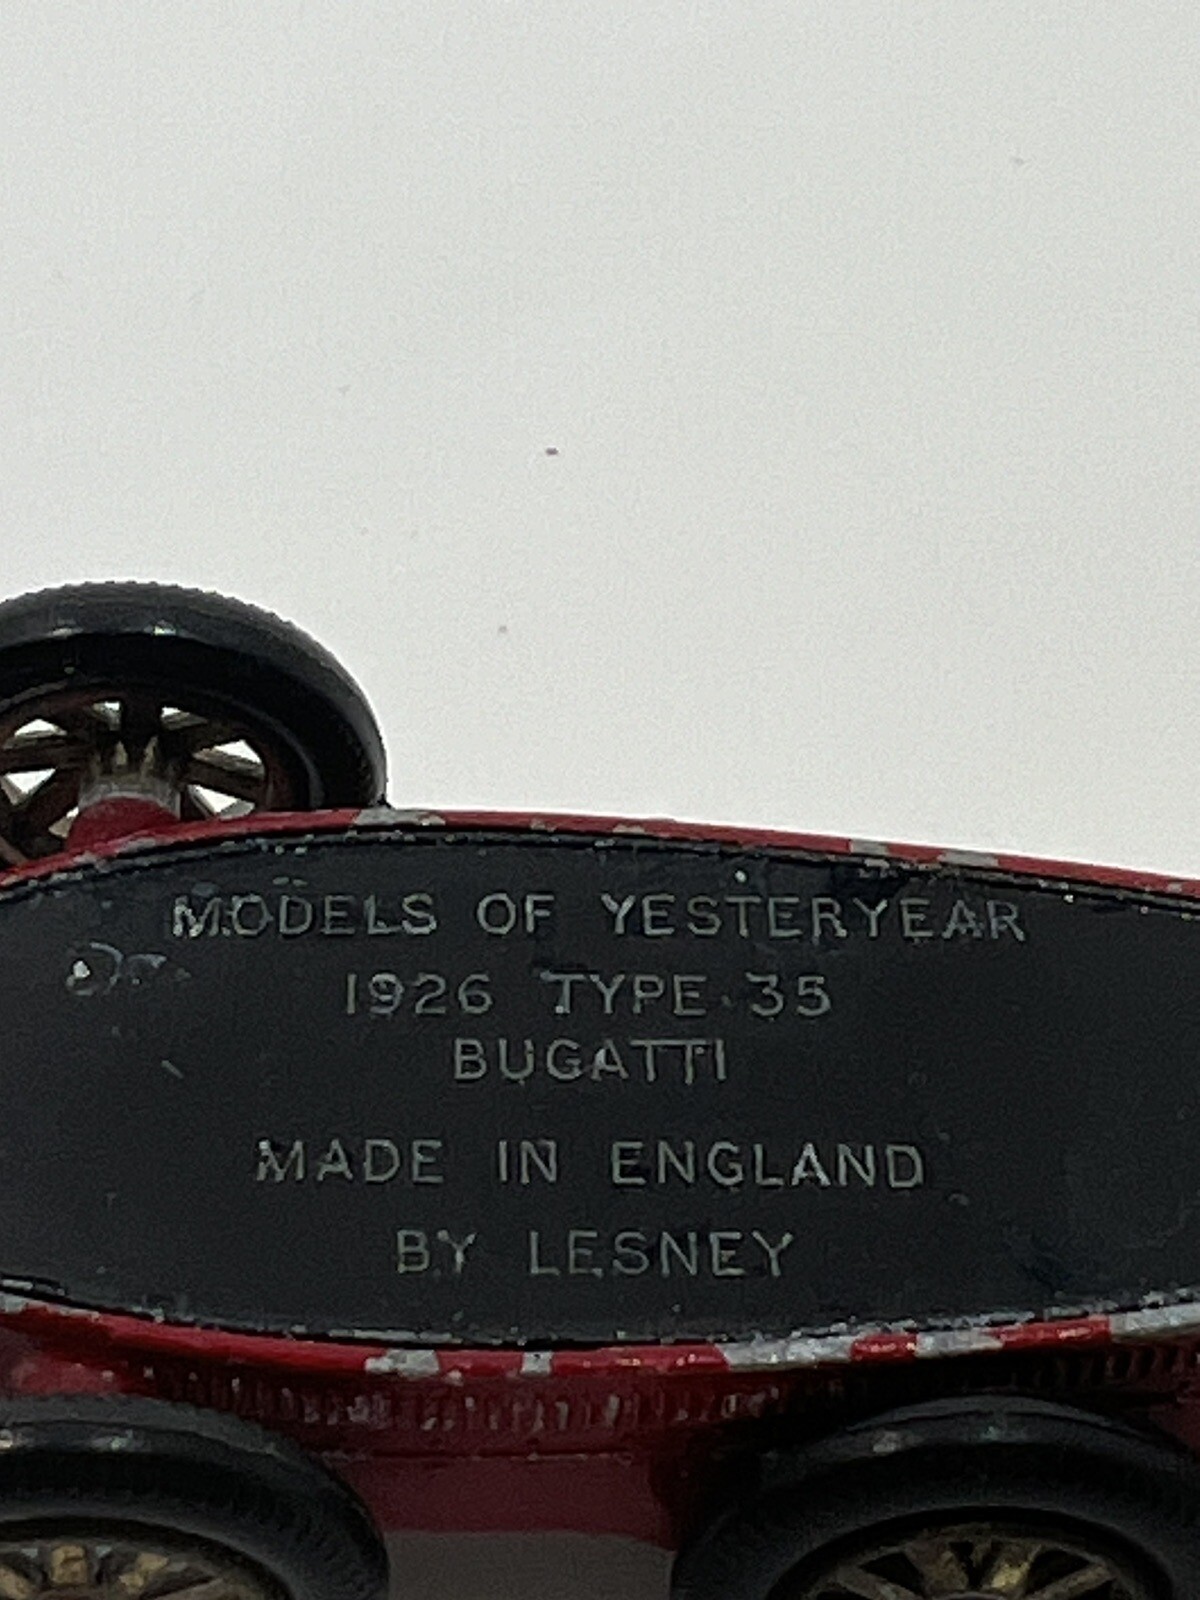 MODELS OF YESTERYEAR
1926 TYPE 35
BUGATTI
MADE IN ENGLAND
BY LESNEY